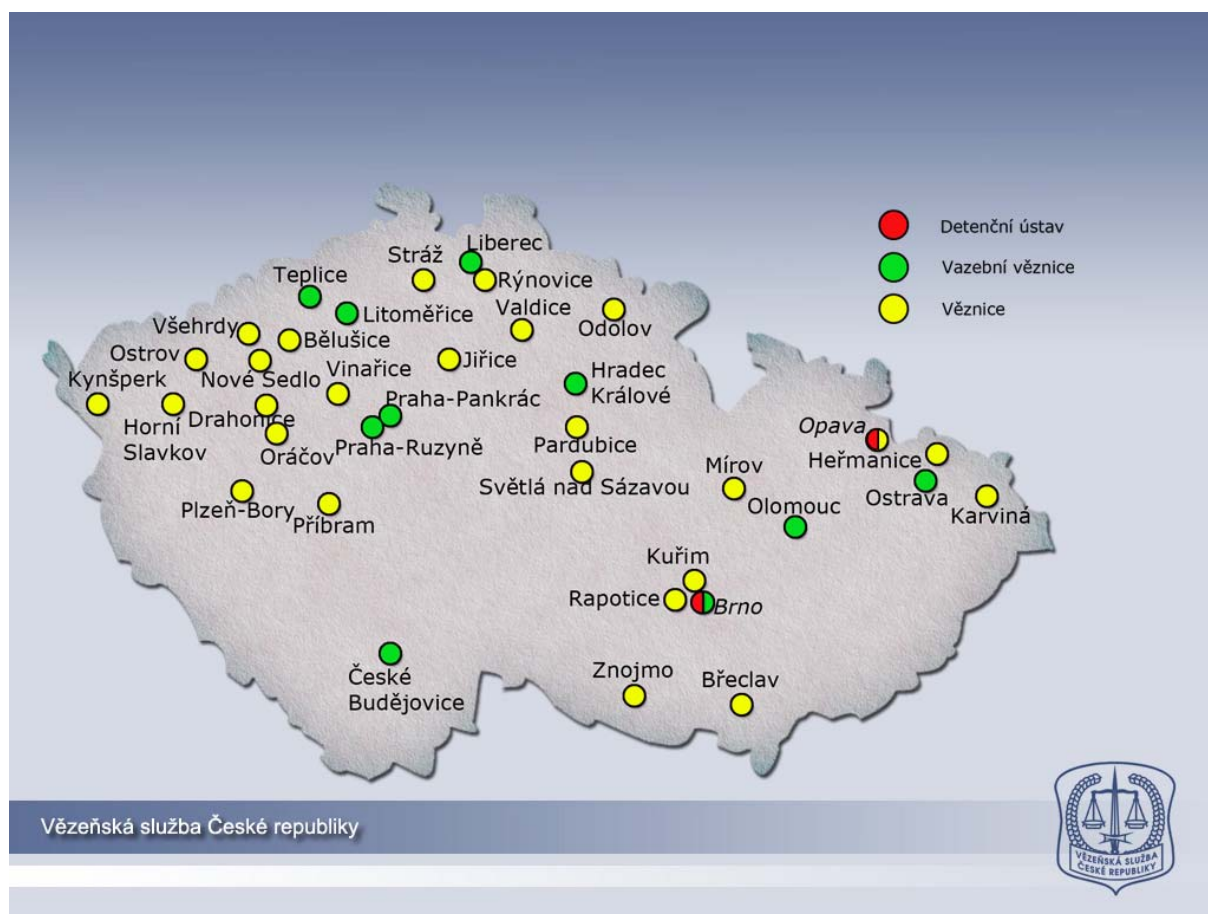 Detenční ústav
Vazební věznice
Věznice
Liberec
Stráž
Rýnovice
Teplice
Litoměřice
Valdice
Odolov
Všehrdy
Bělušice
Ostrov
Nové Sedlo
Vinařice
Jiřice
Hradec
Králové
Kynšperk
Horní
Slavkov
Drahonice
Praha-Pankrác
Oráčov
Praha-Ruzyně
Pardubice
Opava
Heřmanice
Světlá nad Sázavou
Mírov
Ostrava
Karviná
Plzeň-Bory
Příbram
Olomouc
Kuřim
Rapotice
Brno
České
Budějovice
Znojmo
Břeclav
Vězeňská služba České republiky
VĚZEŇSKÁ SLUŽBA
ČESKÉ REPUBLIKY